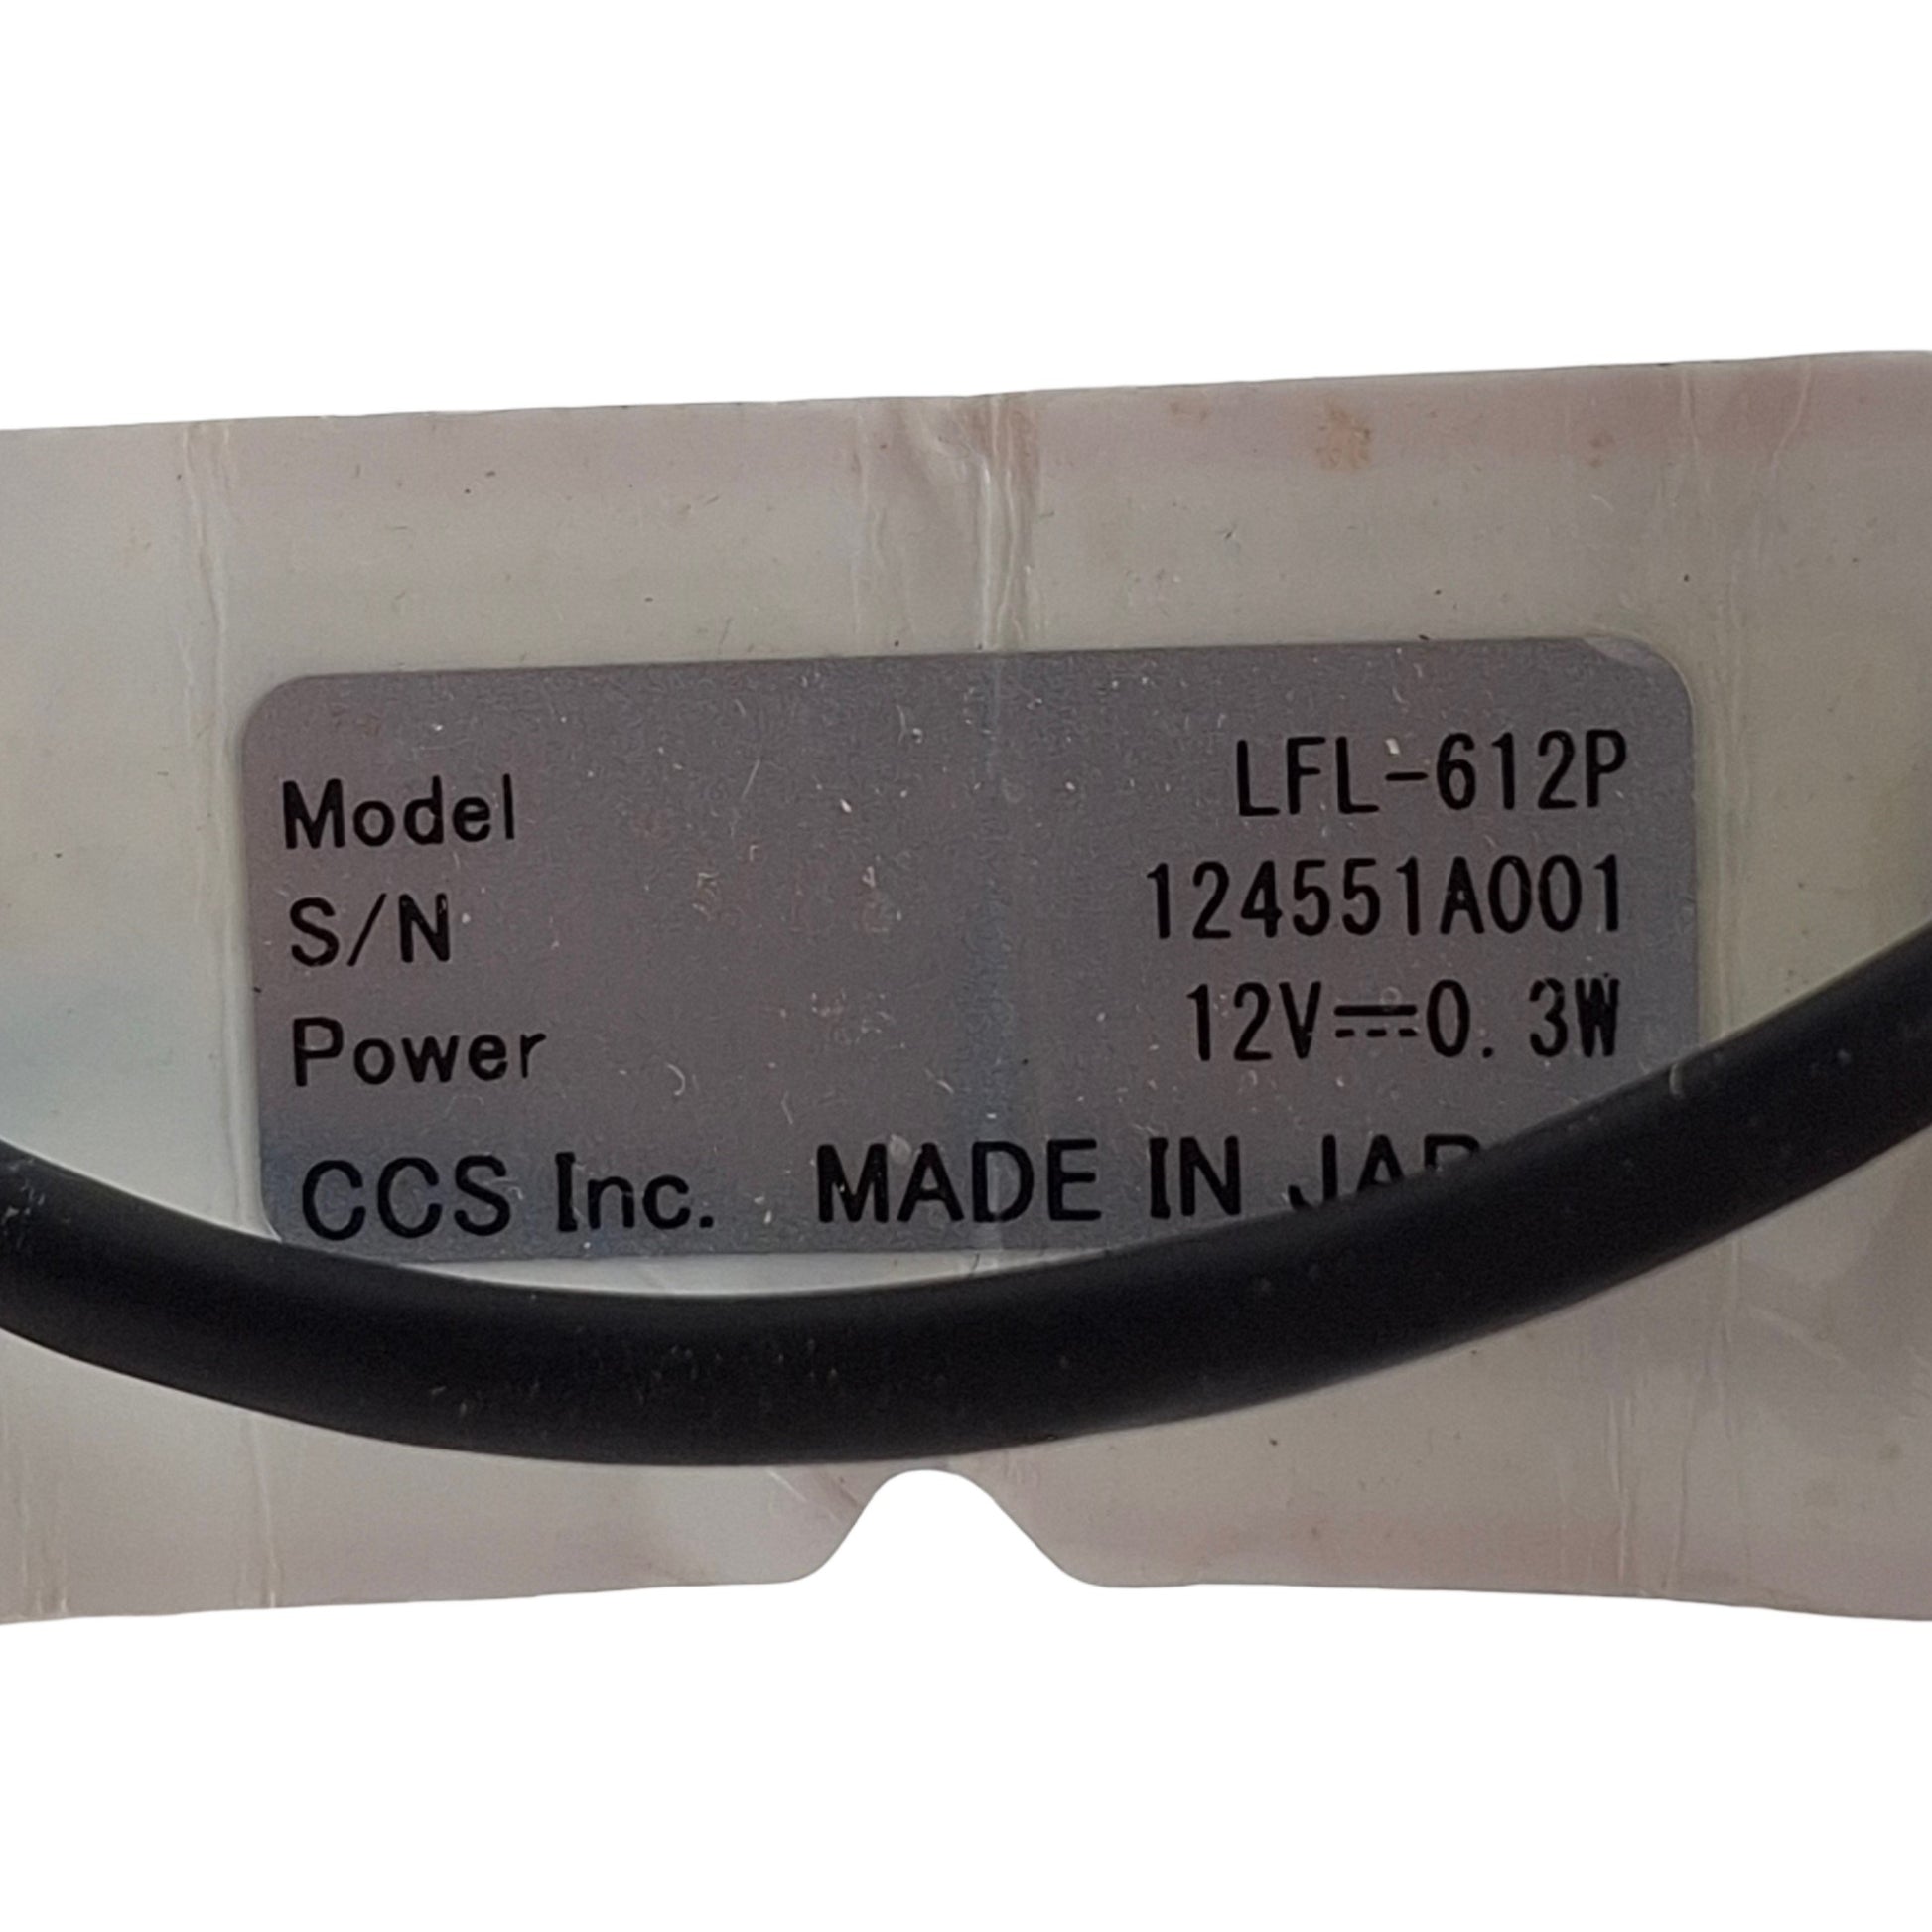 Model LFL-612P
S/N 124551A001
Power 12V⎓0.3W
CCS Inc. MADE IN